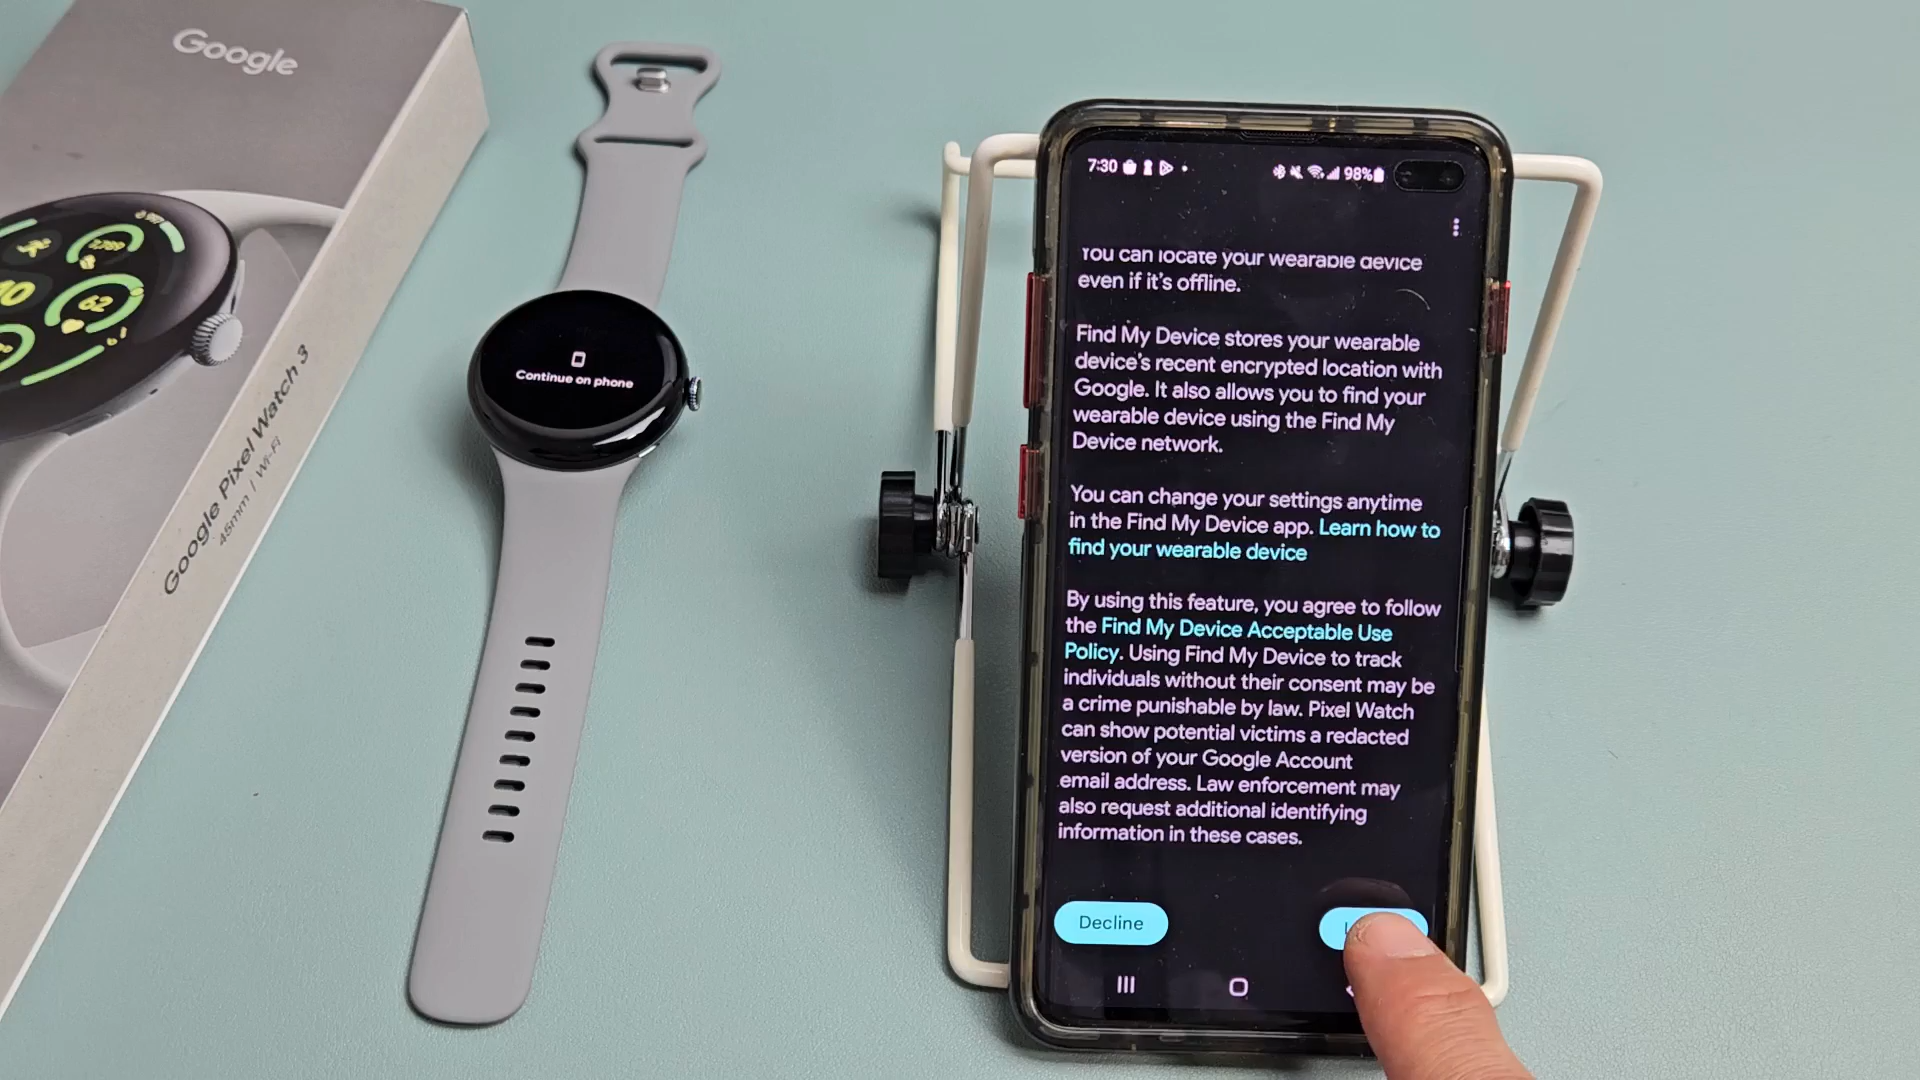 Google
Google Pixel Watch 3
45mm / Wi-Fi
62
Continue on phone
7:30
98%
You can locate your wearable device
even if it's offline.
Find My Device stores your wearable
device's recent encrypted location with
Google. It also allows you to find your
wearable device using the Find My
Device network.
You can change your settings anytime
in the Find My Device app. Learn how to
find your wearable device
By using this feature, you agree to follow
the Find My Device Acceptable Use
Policy. Using Find My Device to track
individuals without their consent may be
a crime punishable by law. Pixel Watch
can show potential victims a redacted
version of your Google Account
email address. Law enforcement may
also request additional identifying
information in these cases.
Decline